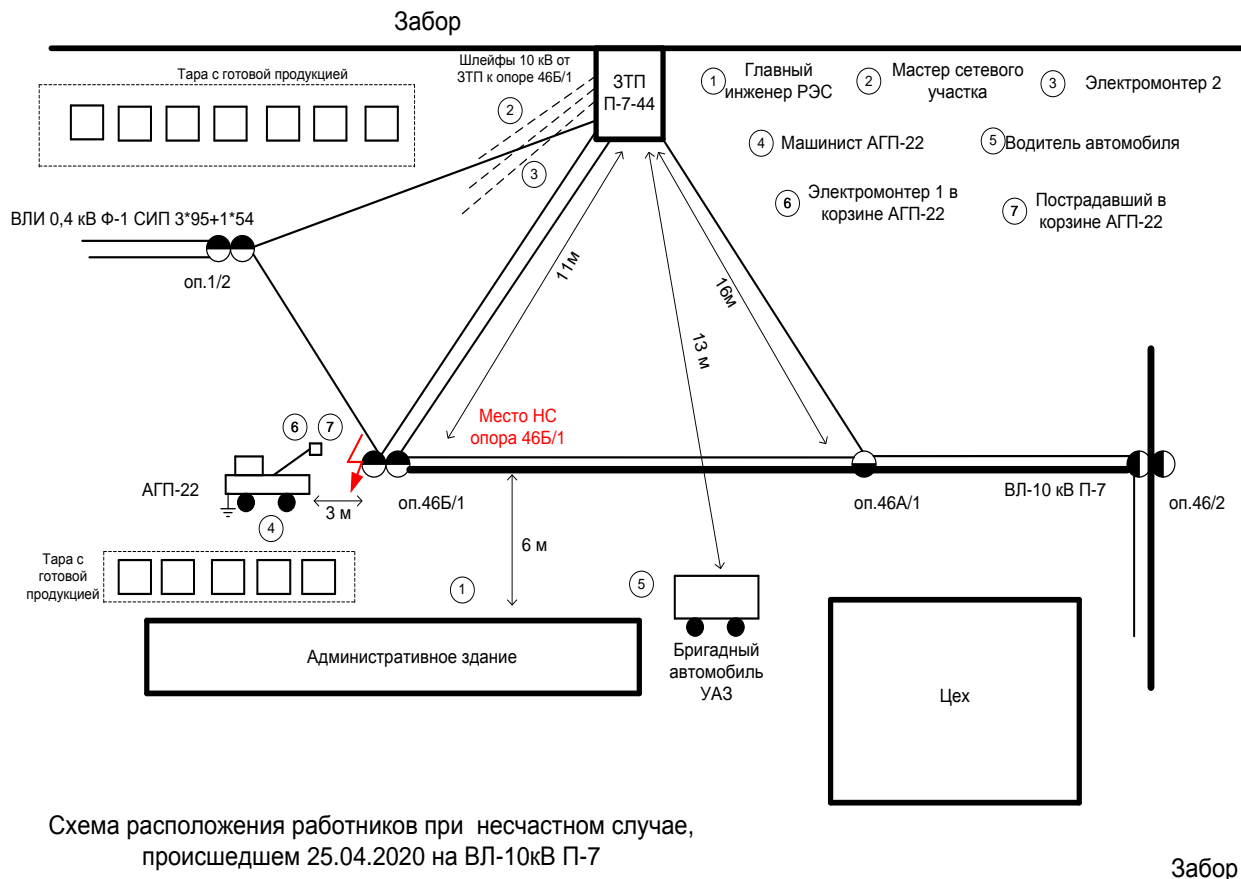 Забор
Тара с готовой продукцией
Шлейфы 10 кВ от
ЗТП к опоре 46Б/1
2
3
ЗТП
П-7-44
1
Главный
инженер РЭС
2
Мастер сетевого
участка
3
Электромонтер 2
4
Машинист АГП-22
5
Водитель автомобиля
6
Электромонтер 1 в
корзине АГП-22
7
Пострадавший в
корзине АГП-22
ВЛИ 0,4 кВ Ф-1 СИП 3*95+1*54
оп.1/2
11м
16м
13 м
Место НС
опора 46Б/1
6
7
АГП-22
4
3 м
оп.46Б/1
оп.46А/1
ВЛ-10 кВ П-7
оп.46/2
6 м
Тара с
готовой
продукцией
1
5
Административное здание
Бригадный
автомобиль
УАЗ
Цех
Схема расположения работников при несчастном случае,
происшедшем 25.04.2020 на ВЛ-10кВ П-7
Забор